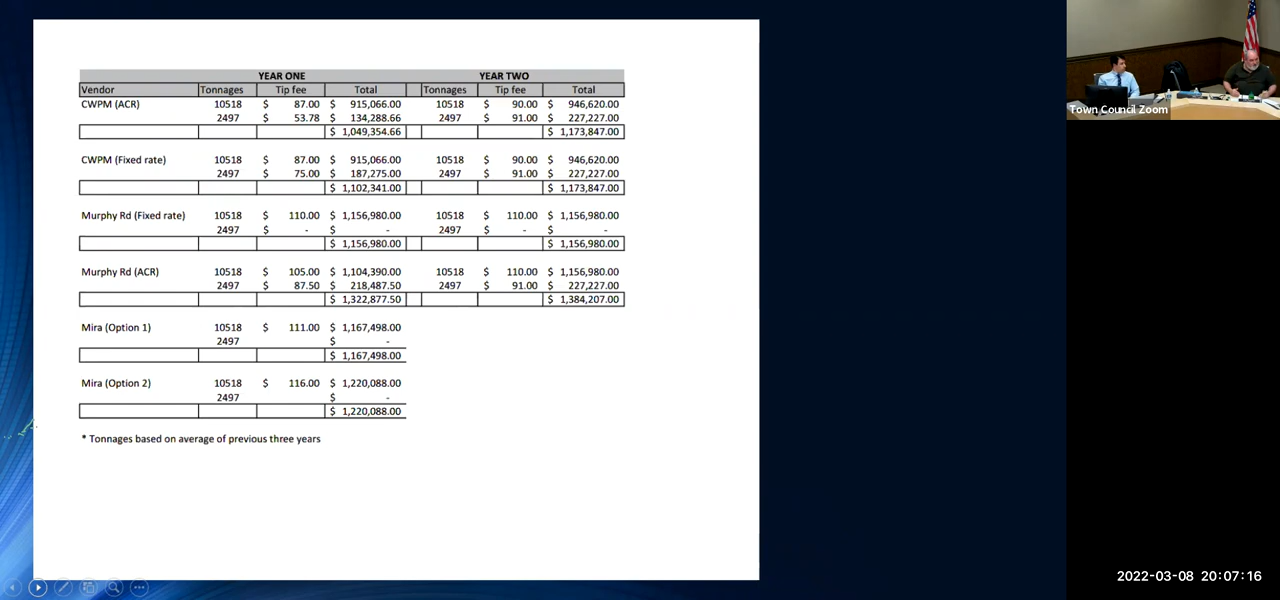 YEAR ONE YEAR TWO
Vendor Tonnages Tip fee Total Tonnages Tip fee Total
CWPM (ACR) 10518 $ 87.00 $ 915,066.00 10518 $ 90.00 $ 946,620.00
2497 $ 53.78 $ 134,288.66 2497 $ 91.00 $ 227,227.00
$ 1,049,354.66 $ 1,173,847.00
CWPM (Fixed rate) 10518 $ 87.00 $ 915,066.00 10518 $ 90.00 $ 946,620.00
2497 $ 75.00 $ 187,275.00 2497 $ 91.00 $ 227,227.00
$ 1,102,341.00 $ 1,173,847.00
Murphy Rd (Fixed rate) 10518 $ 110.00 $ 1,156,980.00 10518 $ 110.00 $ 1,156,980.00
2497 $ - $ - 2497 $ - $ -
$ 1,156,980.00 $ 1,156,980.00
Murphy Rd (ACR) 10518 $ 105.00 $ 1,104,390.00 10518 $ 110.00 $ 1,156,980.00
2497 $ 87.50 $ 218,487.50 2497 $ 91.00 $ 227,227.00
$ 1,322,877.50 $ 1,384,207.00
Mira (Option 1) 10518 $ 111.00 $ 1,167,498.00
2497 $ -
$ 1,167,498.00
Mira (Option 2) 10518 $ 116.00 $ 1,220,088.00
2497 $ -
$ 1,220,088.00
* Tonnages based on average of previous three years
Town Council Zoom
2022-03-08 20:07:16